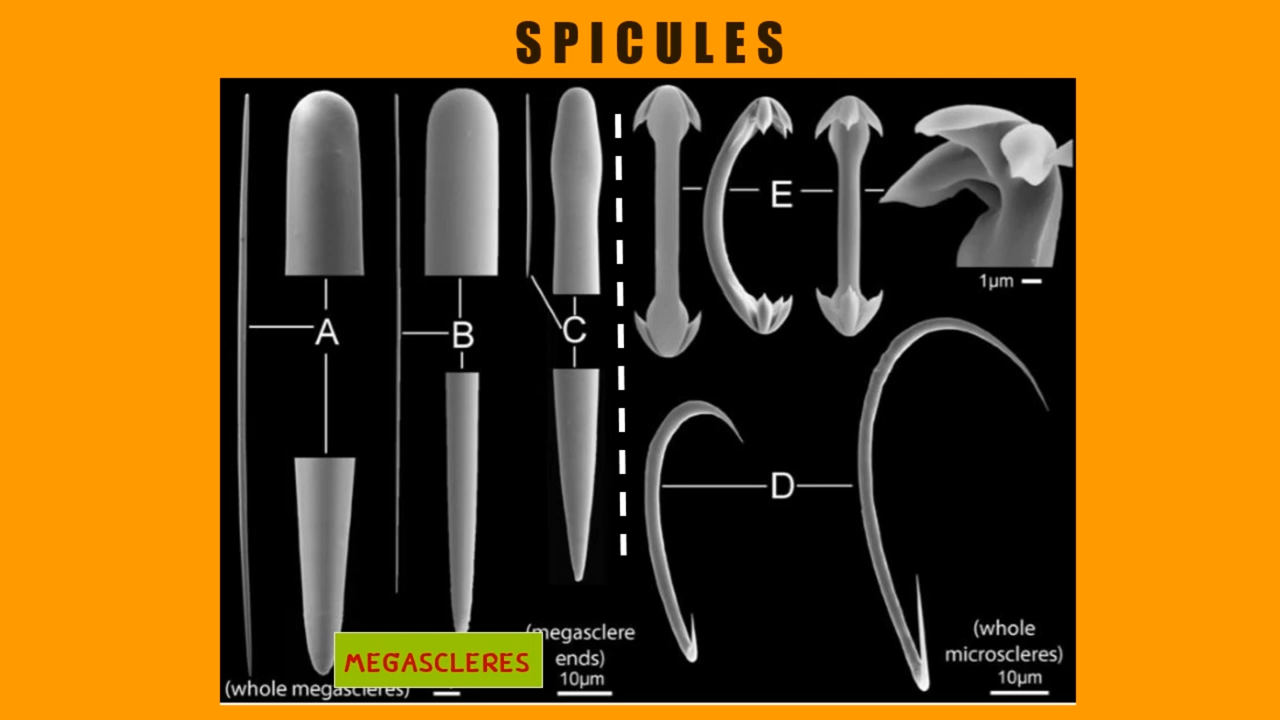 SPICULES
E
1μm
A
B
C
D
(megasclere
ends)
10μm
MEGASCLERES
(whole megascleres)
(whole
microscleres)
10μm